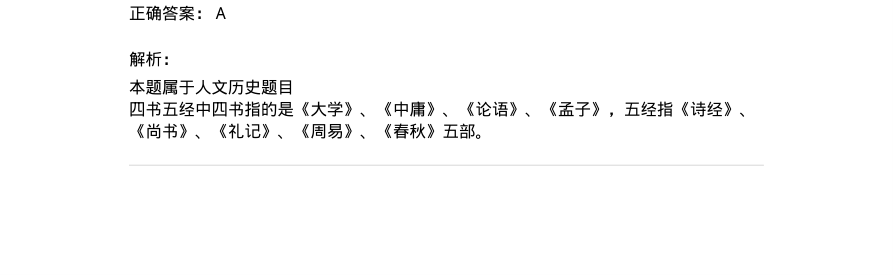 正确答案： A
解析：
本题属于人文历史题目
四书五经中四书指的是《大学》、《中庸》、《论语》、《孟子》，五经指《诗经》、
《尚书》、《礼记》、《周易》、《春秋》五部。